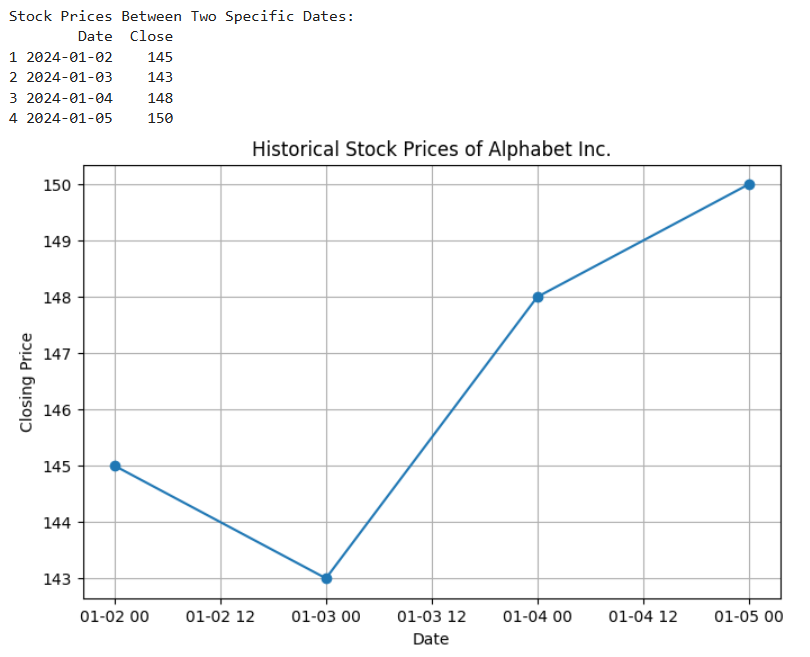 Stock Prices Between Two Specific Dates:
Date Close
1 2024-01-02 145
2 2024-01-03 143
3 2024-01-04 148
4 2024-01-05 150
Historical Stock Prices of Alphabet Inc.
150
149
148
147
146
145
144
143
Closing Price
01-02 00 01-02 12 01-03 00 01-03 12 01-04 00 01-04 12 01-05 00
Date